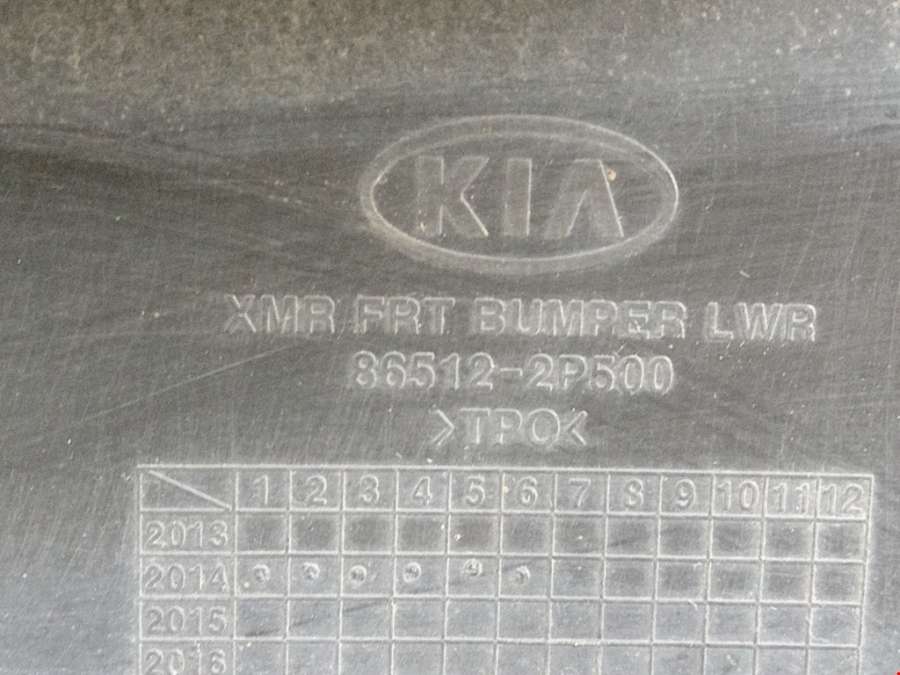 KIA
XMR FRT BUMPER LWR
86512-2P500
>TPO<
1 2 3 4 5 6 7 8 9 10 11 12
2013
2014
2015
2016